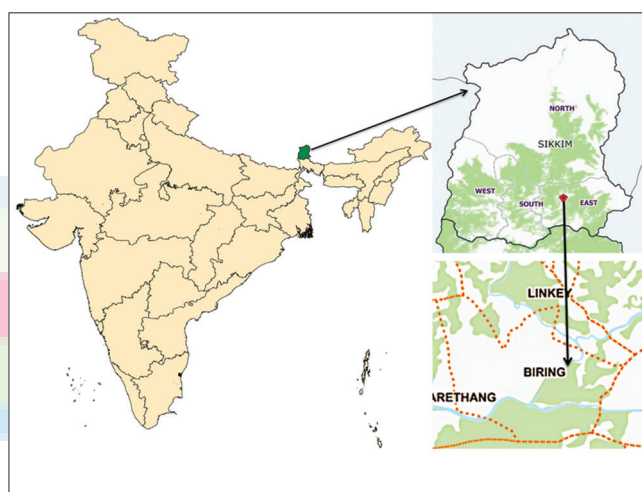 NORTH
SIKKIM
WEST
SOUTH
EAST
LINKEY
BIRING
ARETHANG